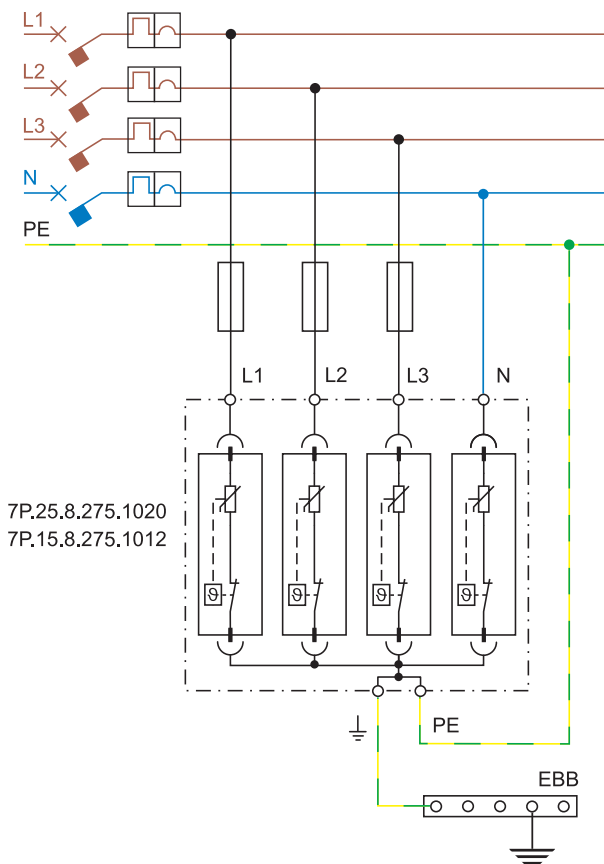 L1
L2
L3
N
PE
L1 L2 L3 N
7P.25.8.275.1020
7P.15.8.275.1012
ϑ ϑ ϑ ϑ
PE
EBB